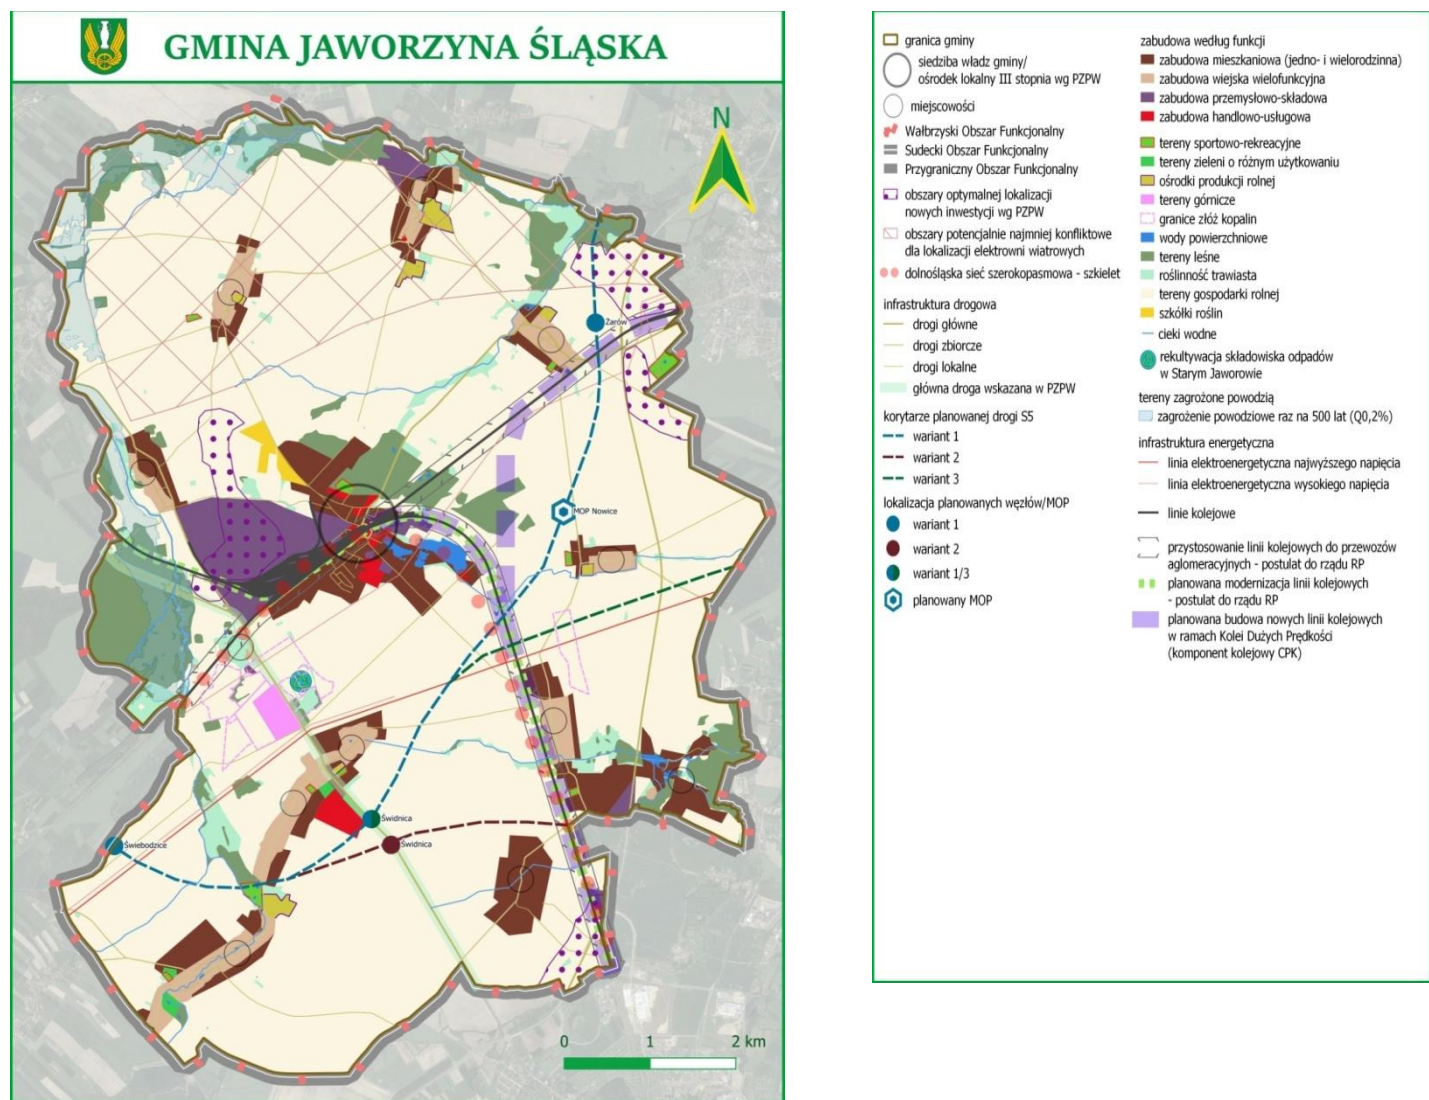 GMINA JAWORZYNA ŚLĄSKA
N
Żarów
MOP Nowice
Świdnica
Świdnica
Świebodzice
0 1 2 km
granica gminy
siedziba władz gminy/
ośrodek lokalny III stopnia wg PZPW
miejscowości
Wałbrzyski Obszar Funkcjonalny
Sudecki Obszar Funkcjonalny
Przygraniczny Obszar Funkcjonalny
obszary optymalnej lokalizacji
nowych inwestycji wg PZPW
obszary potencjalnie najmniej konfliktowe
dla lokalizacji elektrowni wiatrowych
dolnośląska sieć szerokopasmowa - szkielet
infrastruktura drogowa
drogi główne
drogi zbiorcze
drogi lokalne
główna droga wskazana w PZPW
korytarze planowanej drogi S5
wariant 1
wariant 2
wariant 3
lokalizacja planowanych węzłów/MOP
wariant 1
wariant 2
wariant 1/3
planowany MOP
zabudowa według funkcji
zabudowa mieszkaniowa (jedno- i wielorodzinna)
zabudowa wiejska wielofunkcyjna
zabudowa przemysłowo-składowa
zabudowa handlowo-usługowa
tereny sportowo-rekreacyjne
tereny zieleni o różnym użytkowaniu
ośrodki produkcji rolnej
tereny górnicze
granice złóż kopalin
wody powierzchniowe
tereny leśne
roślinność trawiasta
tereny gospodarki rolnej
szkółki roślin
cieki wodne
rekultywacja składowiska odpadów
w Starym Jaworowie
tereny zagrożone powodzią
zagrożenie powodziowe raz na 500 lat (Q0,2%)
infrastruktura energetyczna
linia elektroenergetyczna najwyższego napięcia
linia elektroenergetyczna wysokiego napięcia
linie kolejowe
przystosowanie linii kolejowych do przewozów
aglomeracyjnych - postulat do rządu RP
planowana modernizacja linii kolejowych
- postulat do rządu RP
planowana budowa nowych linii kolejowych
w ramach Kolei Dużych Prędkości
(komponent kolejowy CPK)